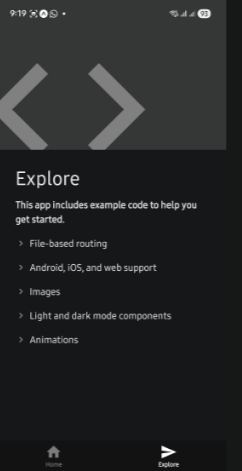 9:19
93
Explore
This app includes example code to help you
get started.
File-based routing
Android, iOS, and web support
Images
Light and dark mode components
Animations
Home
Explore